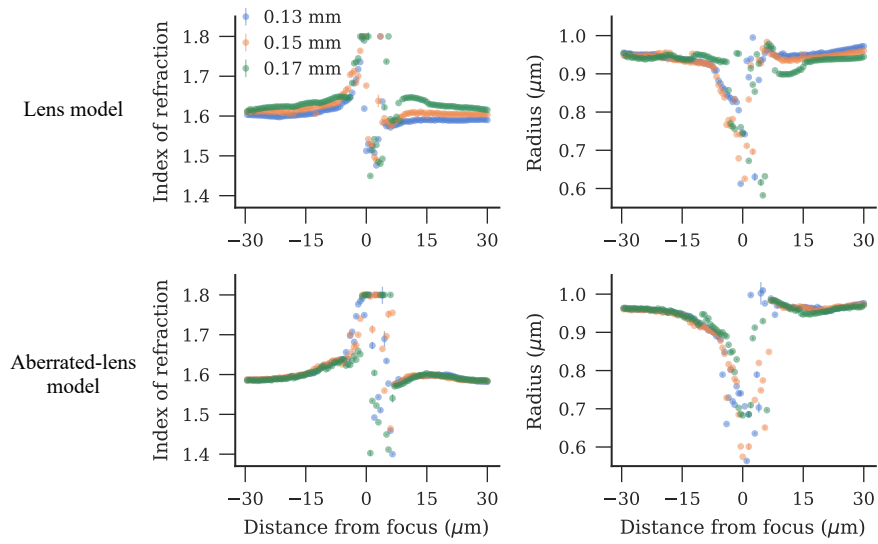 0.13 mm
0.15 mm
0.17 mm
Lens model
Index of refraction
1.8
1.7
1.6
1.5
1.4
−30 −15 0 15 30
Radius (μm)
1.0
0.9
0.8
0.7
0.6
−30 −15 0 15 30
Aberrated-lens
model
Index of refraction
1.8
1.7
1.6
1.5
1.4
−30 −15 0 15 30
Distance from focus (μm)
Radius (μm)
1.0
0.9
0.8
0.7
0.6
−30 −15 0 15 30
Distance from focus (μm)